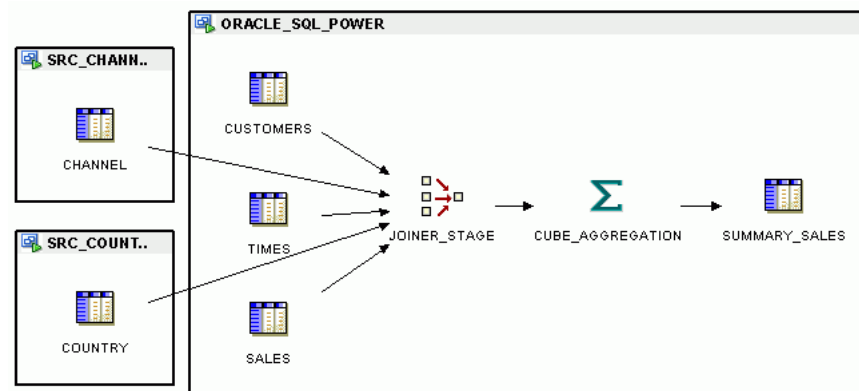 ORACLE_SQL_POWER
SRC_CHANN..
CHANNEL
CUSTOMERS
TIMES
JOINER_STAGE
CUBE_AGGREGATION
SUMMARY_SALES
SRC_COUNT..
COUNTRY
SALES